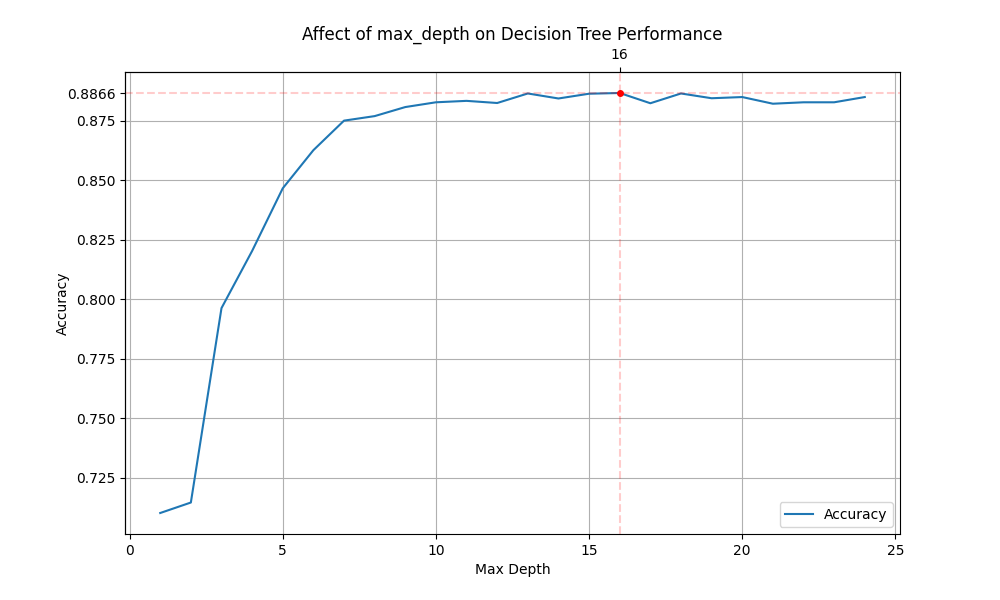 Affect of max_depth on Decision Tree Performance
16
0.8866
0.875
0.850
0.825
0.800
0.775
0.750
0.725
Accuracy
Accuracy
0 5 10 15 20 25
Max Depth